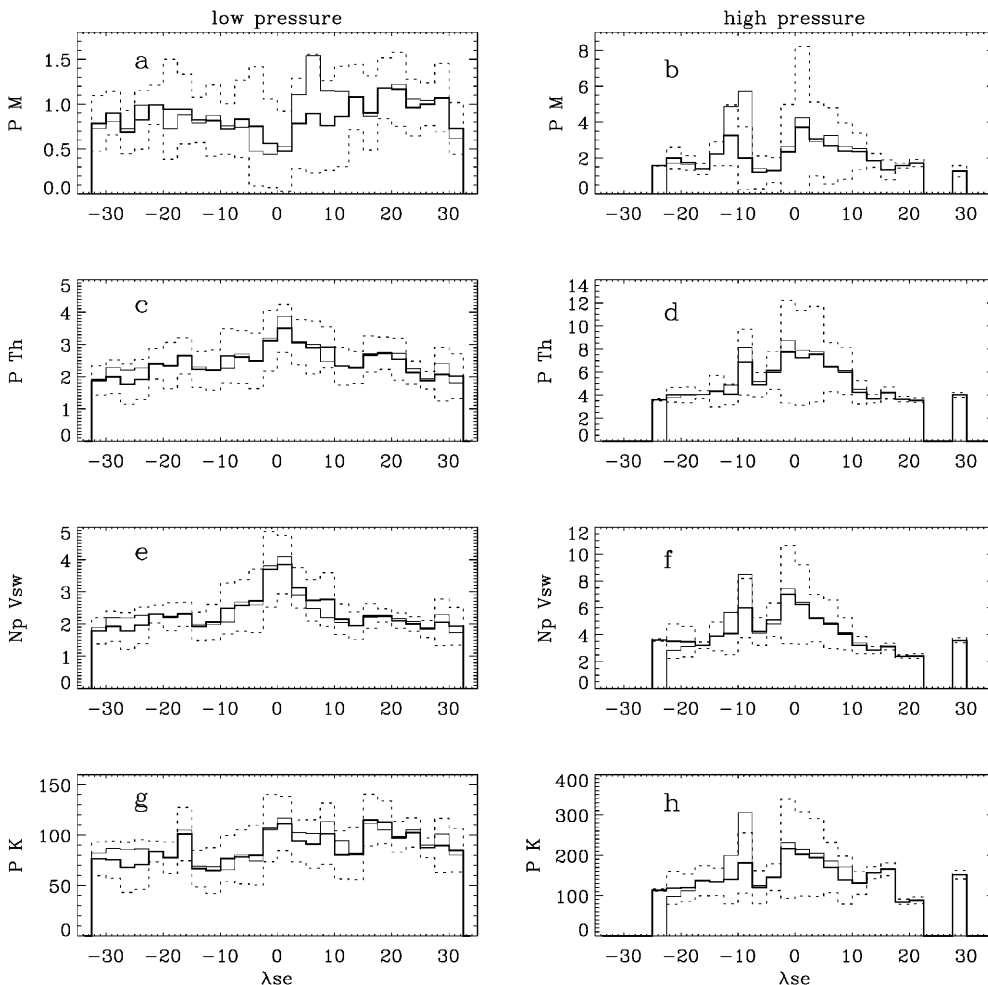 low pressure
high pressure
a
P M
0.0 0.5 1.0 1.5
−30 −20 −10 0 10 20 30
b
P M
0 2 4 6 8
−30 −20 −10 0 10 20 30
c
P Th
0 1 2 3 4 5
−30 −20 −10 0 10 20 30
d
P Th
0 2 4 6 8 10 12 14
−30 −20 −10 0 10 20 30
e
Np Vsw
0 1 2 3 4 5
−30 −20 −10 0 10 20 30
f
Np Vsw
0 2 4 6 8 10 12
−30 −20 −10 0 10 20 30
g
P K
0 50 100 150
−30 −20 −10 0 10 20 30
λse
h
P K
0 100 200 300 400
−30 −20 −10 0 10 20 30
λse